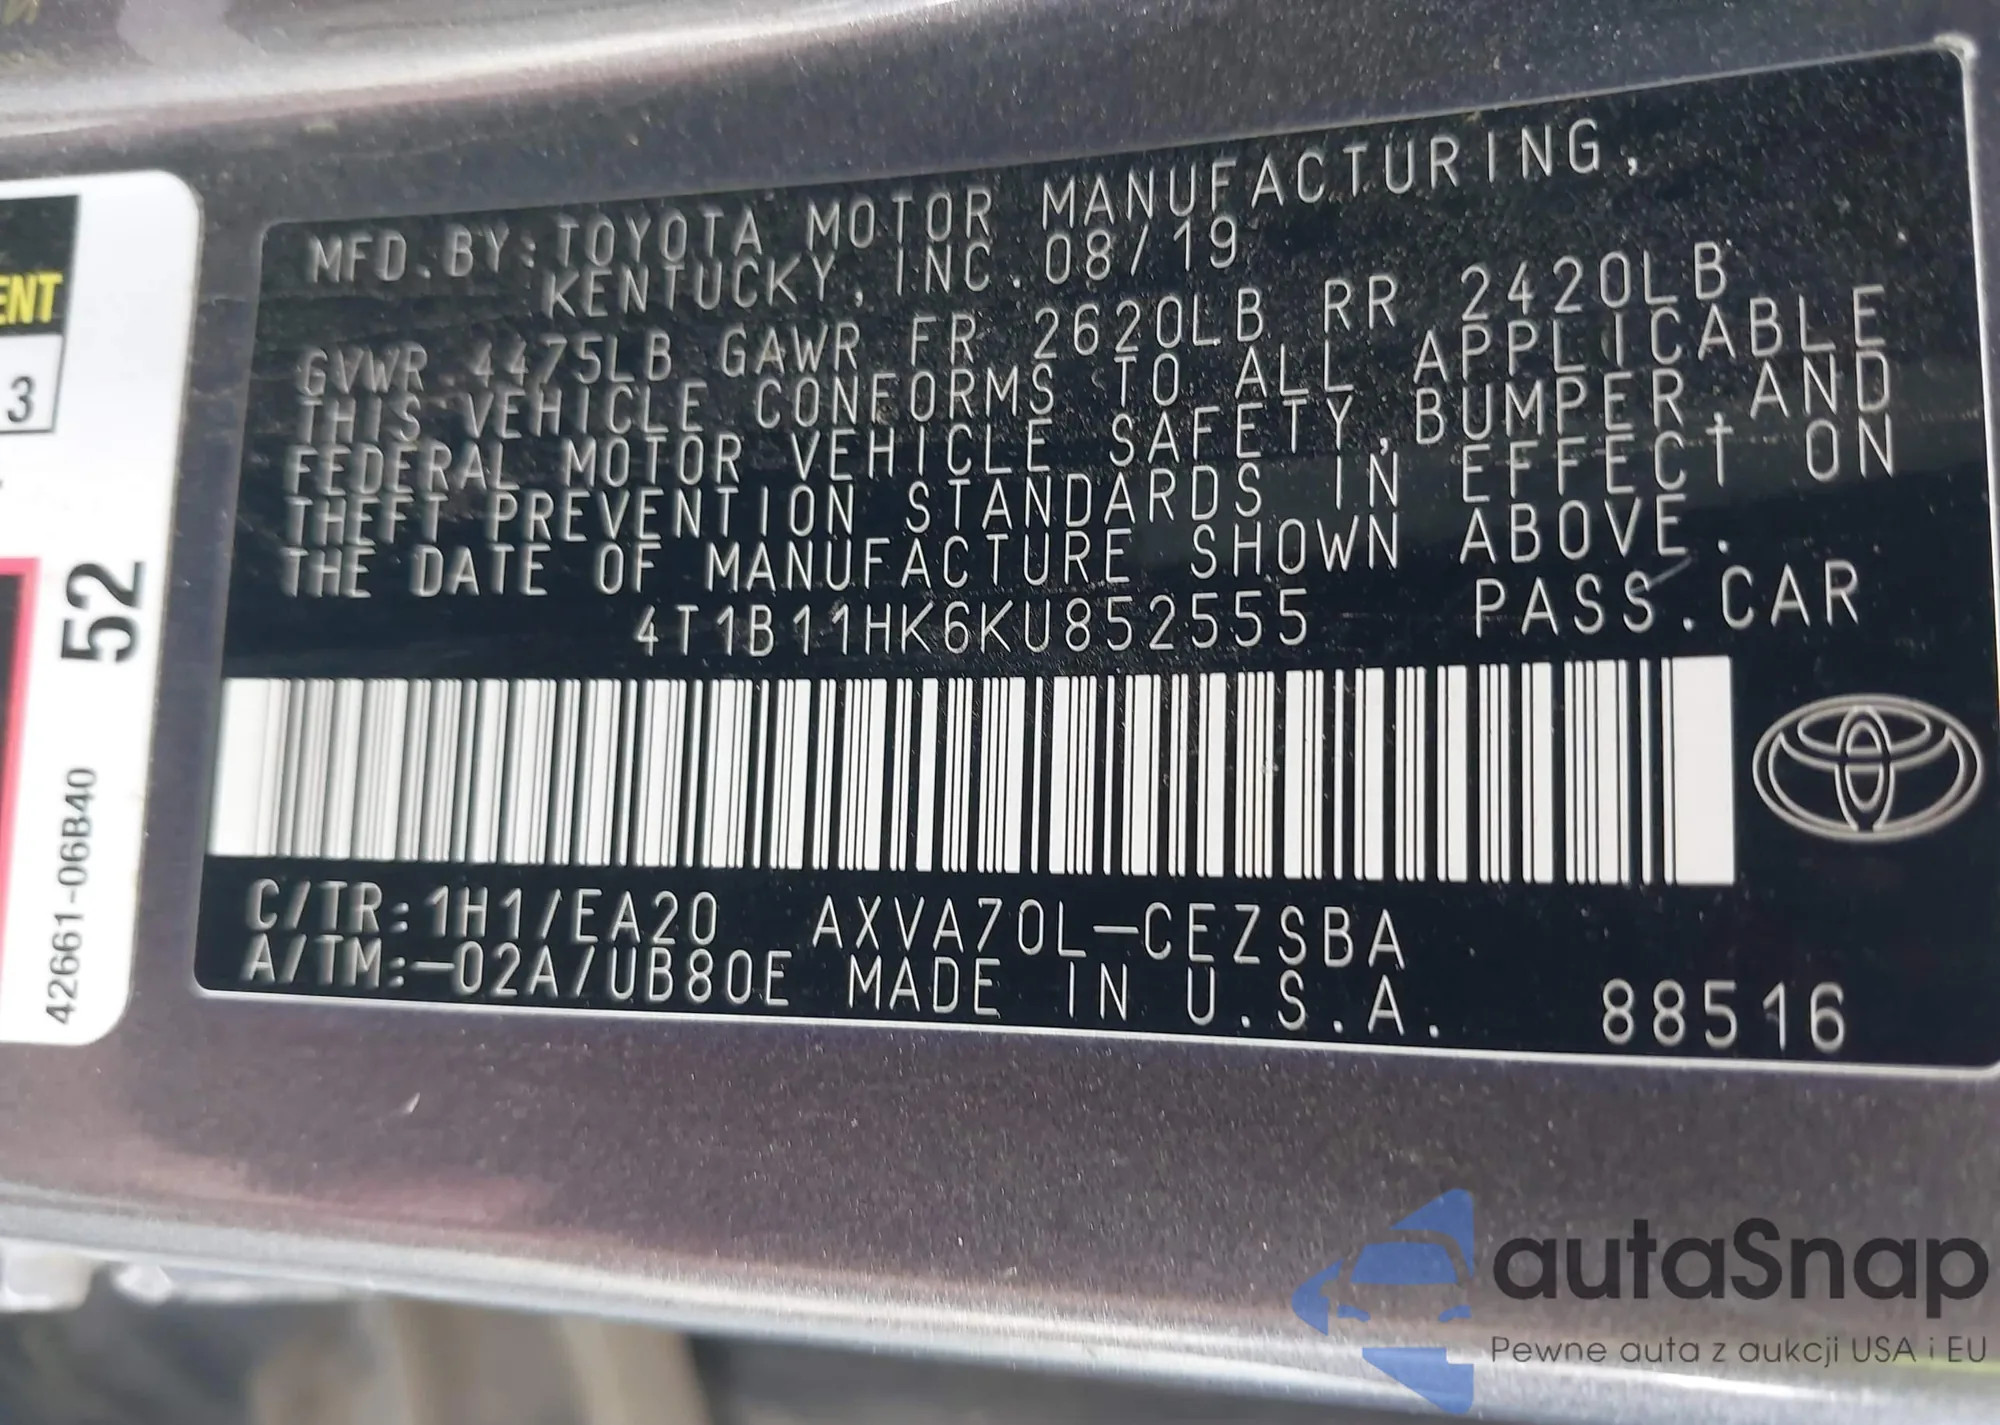 MFD.BY:TOYOTA MOTOR MANUFACTURING,
KENTUCKY, INC. 08/19
GVWR 4475LB GAWR FR 2620LB RR 2420LB
THIS VEHICLE CONFORMS TO ALL APPLICABLE
FEDERAL MOTOR VEHICLE SAFETY,BUMPER,AND
THEFT PREVENTION STANDARDS IN EFFECT ON
THE DATE OF MANUFACTURE SHOWN ABOVE.
4T1B11HK6KU852555 PASS.CAR
C/TR:1H1/EA20 AXVA70L-CEZSBA
A/TM:-02A/UB80E MADE IN U.S.A. 88516
ENT
3
52
42661-06B40
autaSnap
Pewne auta z aukcji USA i EU